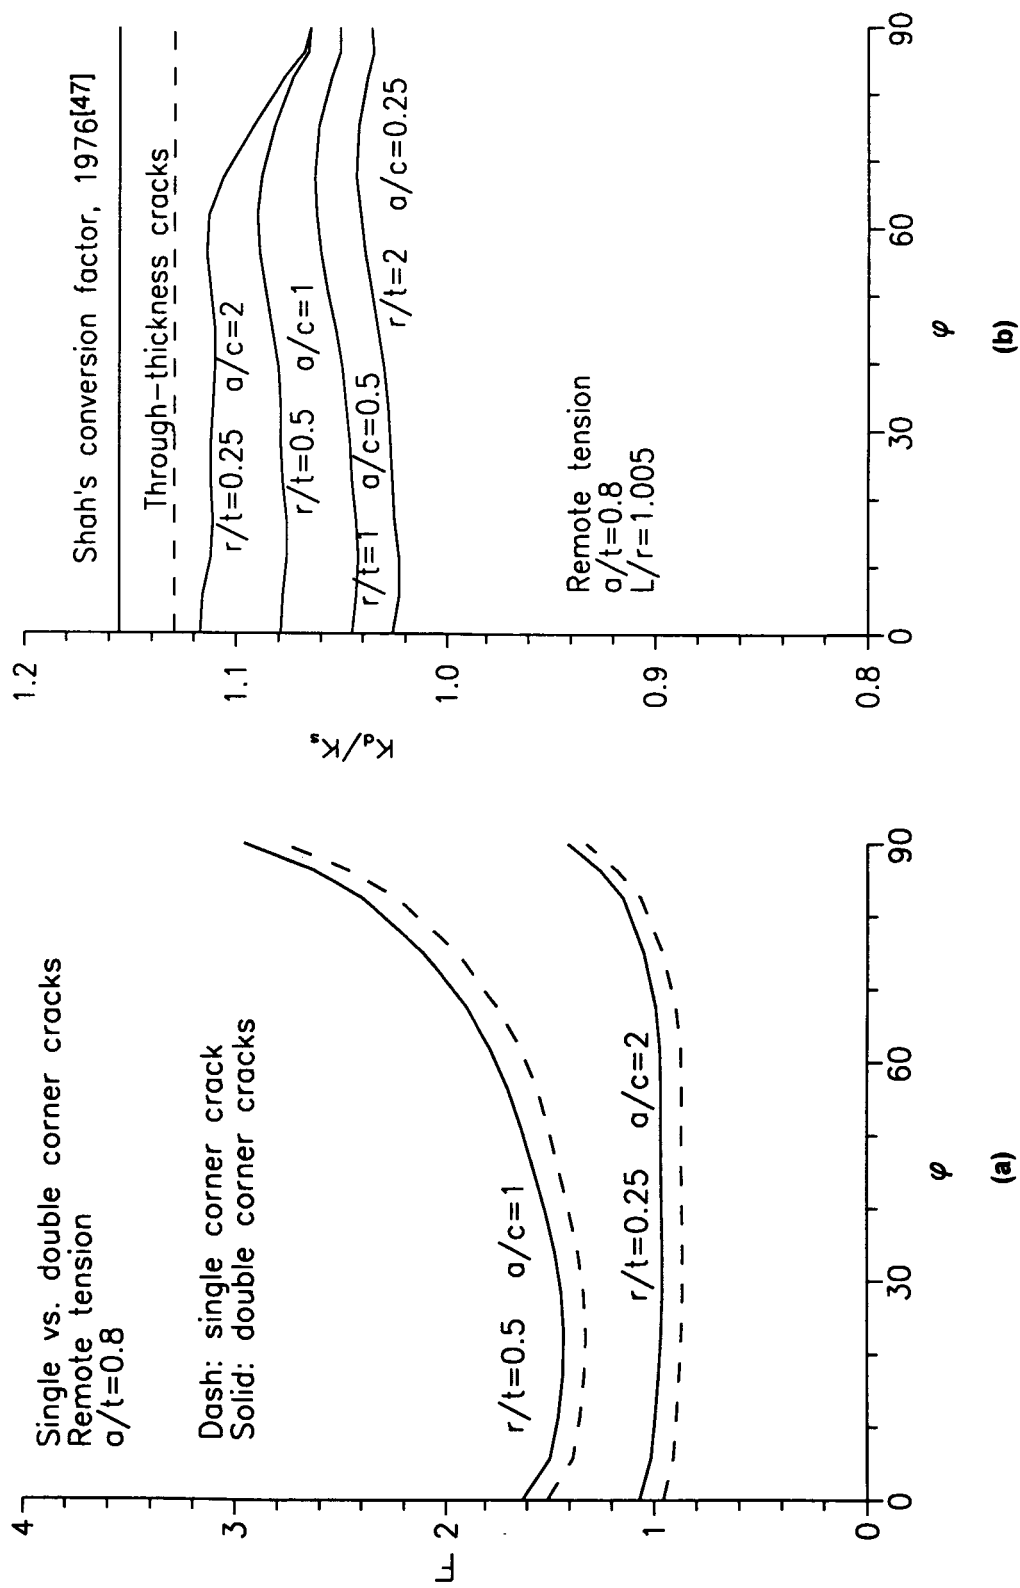 Single vs. double corner cracks
Remote tension
a/t=0.8
Dash: single corner crack
Solid: double corner cracks
r/t=0.5 a/c=1
r/t=0.25 a/c=2
F
4
3
2
1
0
0
30
60
90
φ
(a)
Shah's conversion factor, 1976[47]
Through-thickness cracks
r/t=0.25 a/c=2
r/t=0.5 a/c=1
r/t=1 a/c=0.5
r/t=2 a/c=0.25
Remote tension
a/t=0.8
L/r=1.005
Kd/Ks
1.2
1.1
1.0
0.9
0.8
0
30
60
90
φ
(b)